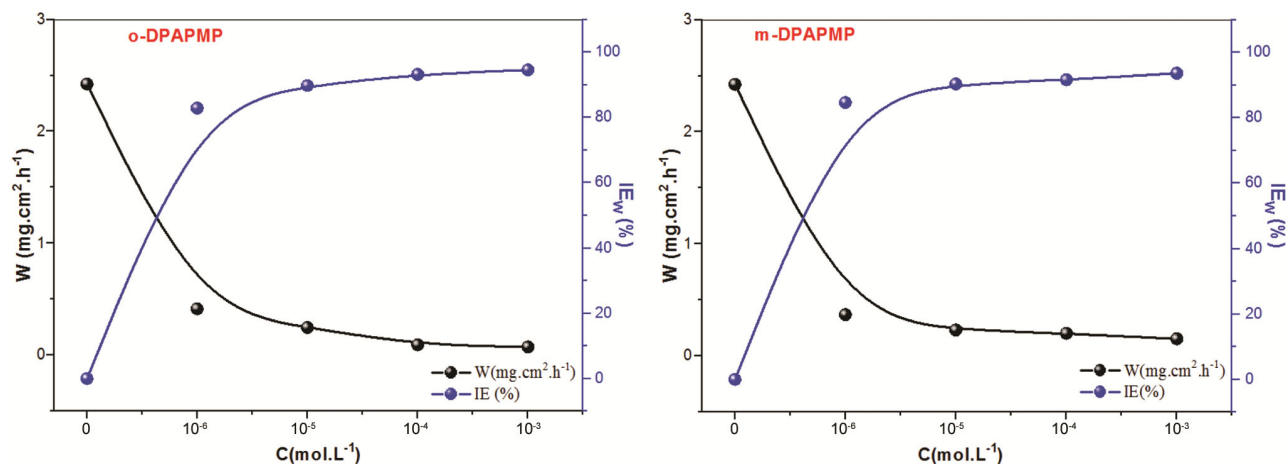 o-DPAPMP
3
2
1
0
W (mg.cm².h⁻¹)
100
80
60
40
20
0
IE_W (%)
W(mg.cm².h⁻¹)
IE (%)
0
10⁻⁶
10⁻⁵
10⁻⁴
10⁻³
C(mol.L⁻¹)
m-DPAPMP
3
2
1
0
W (mg.cm².h⁻¹)
100
80
60
40
20
0
IE_W (%)
W(mg.cm².h⁻¹)
IE(%)
0
10⁻⁶
10⁻⁵
10⁻⁴
10⁻³
C(mol.L⁻¹)